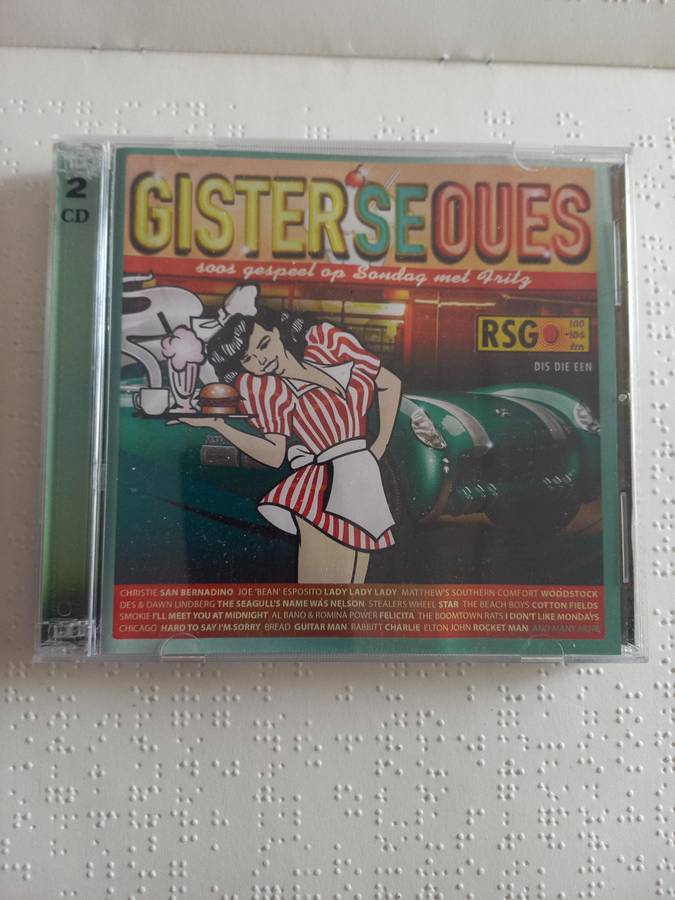 2
CD
GISTER SE OUES
soos gespeel op Sondag met Fritz
RSG 100 -104 fm
DIS DIE EEN
CHRISTIE SAN BERNADINO JOE 'BEAN' ESPOSITO LADY LADY LADY MATTHEW'S SOUTHERN COMFORT WOODSTOCK
DES & DAWN LINDBERG THE SEAGULL'S NAME WAS NELSON STEALERS WHEEL STAR THE BEACH BOYS COTTON FIELDS
SMOKIE I'LL MEET YOU AT MIDNIGHT AL BANO & ROMINA POWER FELICITA THE BOOMTOWN RATS I DON'T LIKE MONDAYS
CHICAGO HARD TO SAY I'M SORRY BREAD GUITAR MAN RABBITT CHARLIE ELTON JOHN ROCKET MAN AND MANY MORE